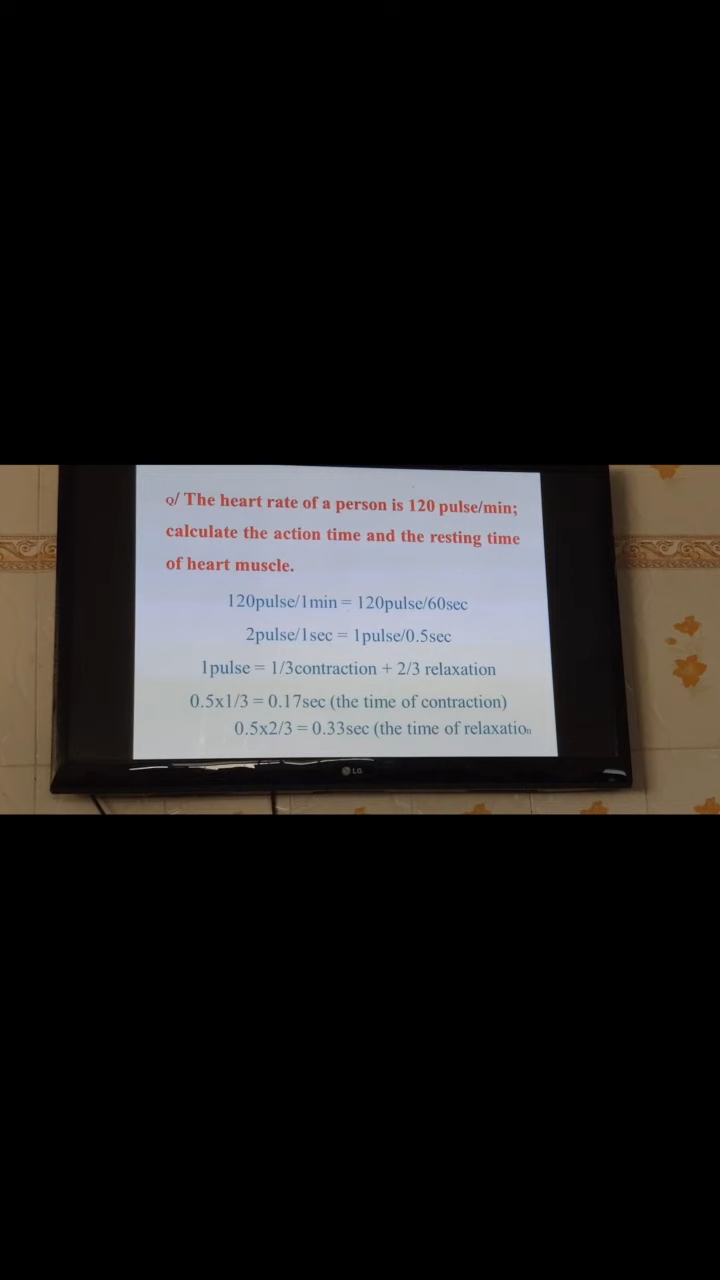 Q/ The heart rate of a person is 120 pulse/min;
calculate the action time and the resting time
of heart muscle.
120pulse/1min = 120pulse/60sec
2pulse/1sec = 1pulse/0.5sec
1pulse = 1/3contraction + 2/3 relaxation
0.5x1/3 = 0.17sec (the time of contraction)
0.5x2/3 = 0.33sec (the time of relaxation
LG